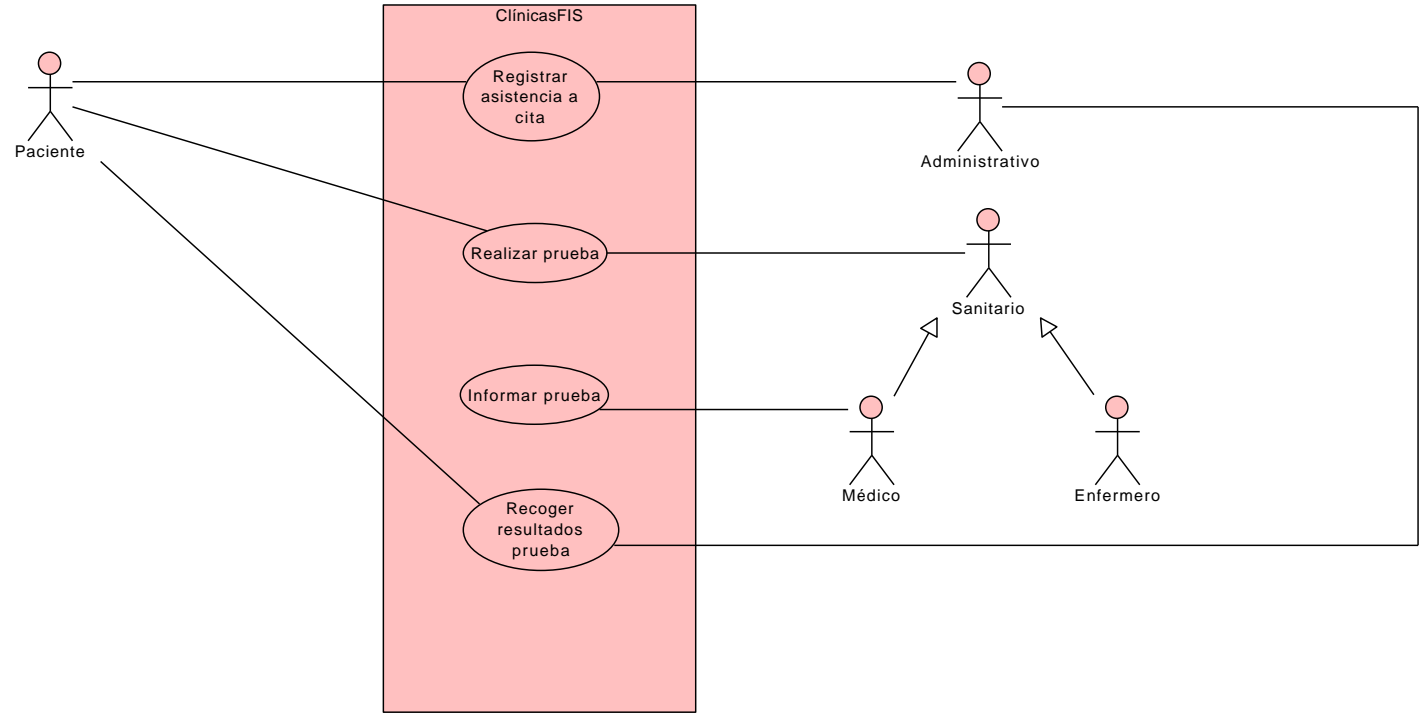 ClínicasFIS
Registrar
asistencia a
cita
Paciente
Administrativo
Realizar prueba
Sanitario
Informar prueba
Médico
Enfermero
Recoger
resultados
prueba